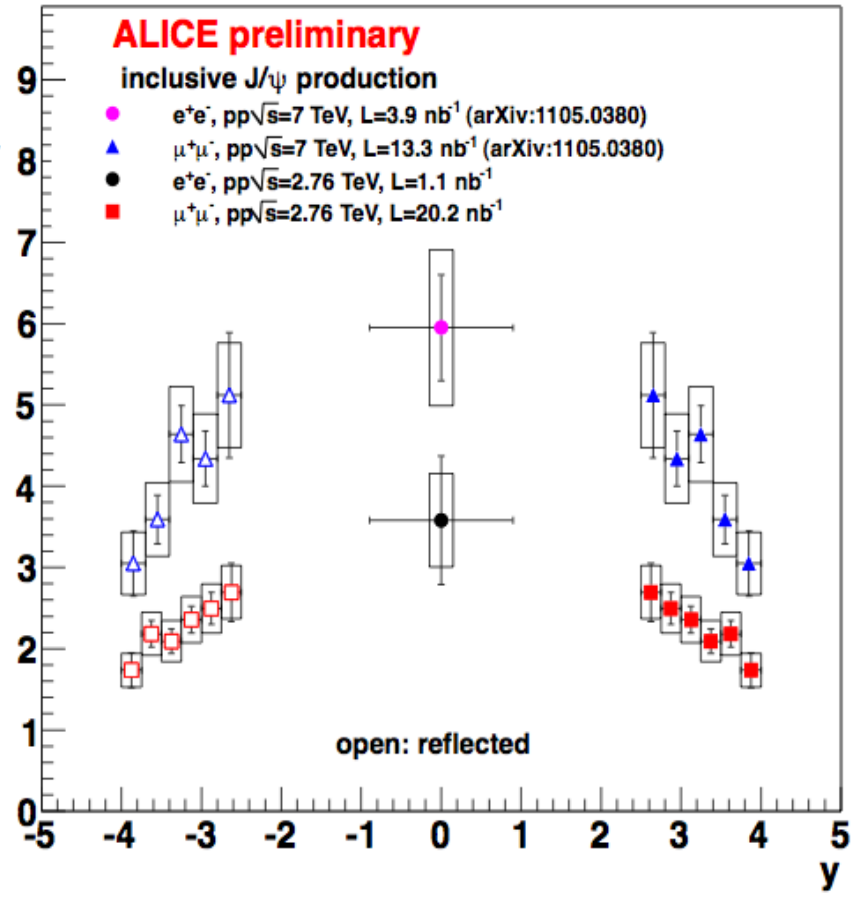 ALICE preliminary
inclusive J/ψ production
e⁺e⁻, pp√s=7 TeV, L=3.9 nb⁻¹ (arXiv:1105.0380)
μ⁺μ⁻, pp√s=7 TeV, L=13.3 nb⁻¹ (arXiv:1105.0380)
e⁺e⁻, pp√s=2.76 TeV, L=1.1 nb⁻¹
μ⁺μ⁻, pp√s=2.76 TeV, L=20.2 nb⁻¹
9
8
7
6
5
4
3
2
1
0
open: reflected
-5 -4 -3 -2 -1 0 1 2 3 4 5
y